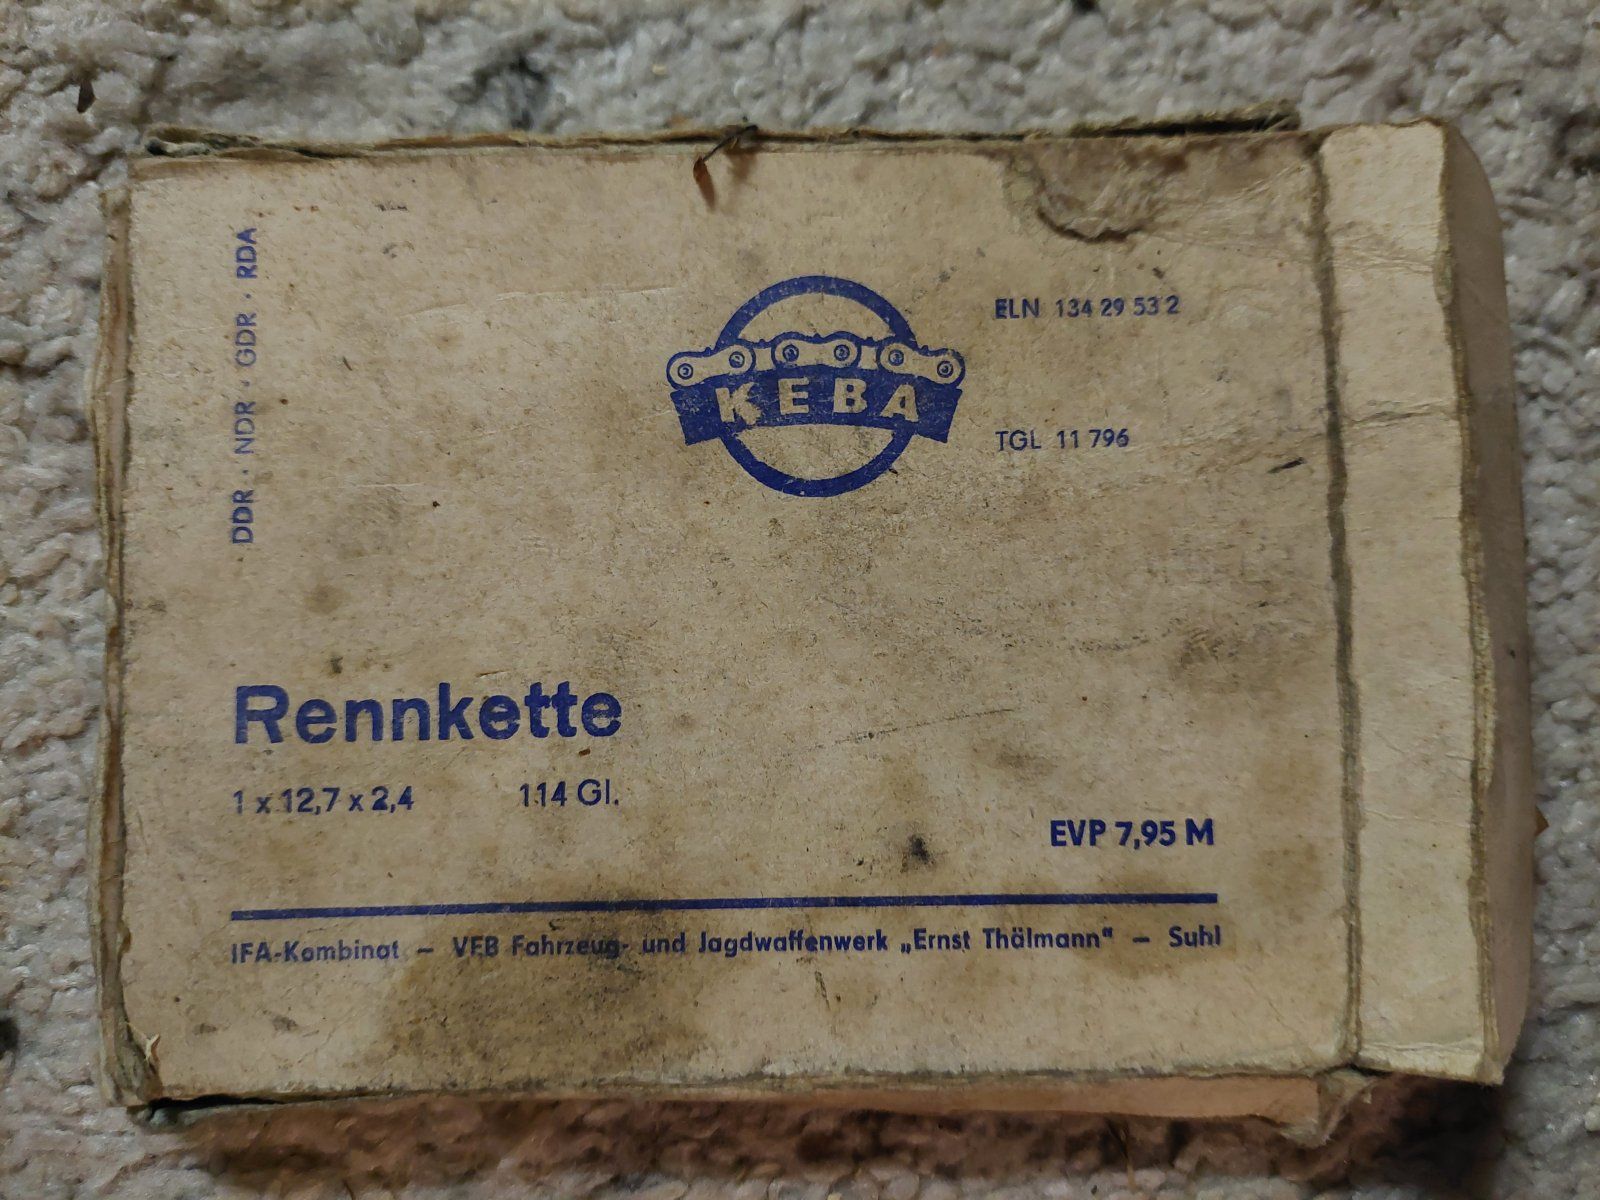 DDR · NDR · GDR · RDA
KEBA
ELN 134 29 53 2
TGL 11 796
Rennkette
1 x 12,7 x 2,4 114 Gl.
EVP 7,95 M
IFA-Kombinat – VEB Fahrzeug- und Jagdwaffenwerk „Ernst Thälmann“ – Suhl